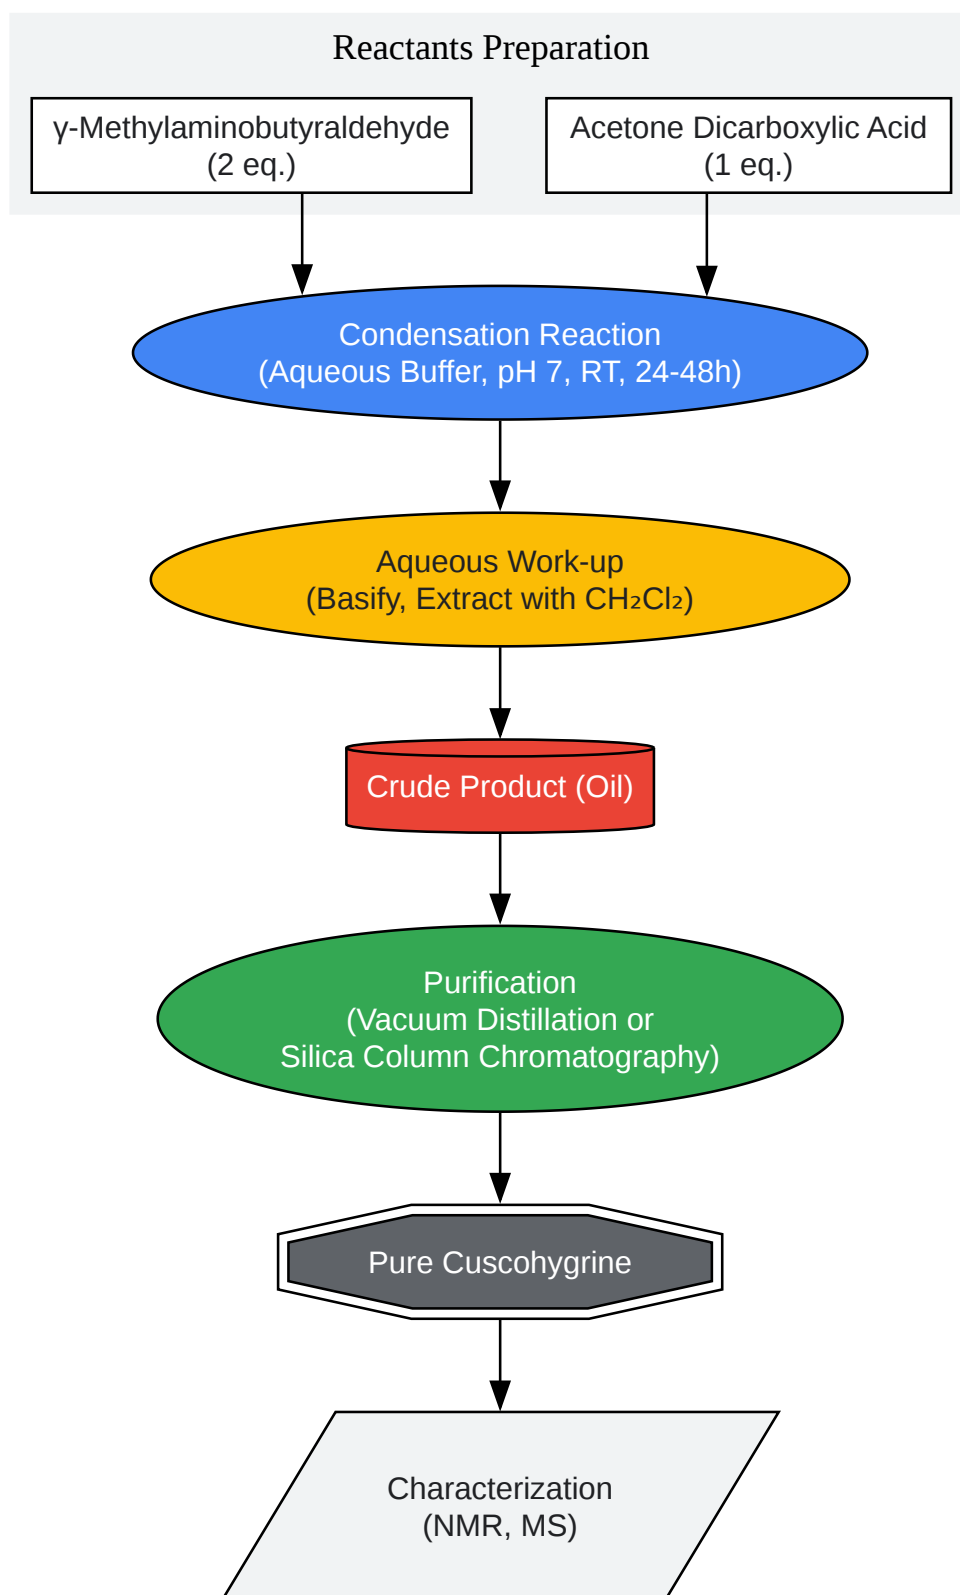 Reactants Preparation
γ-Methylaminobutyraldehyde
(2 eq.)
Acetone Dicarboxylic Acid
(1 eq.)
Condensation Reaction
(Aqueous Buffer, pH 7, RT, 24-48h)
Aqueous Work-up
(Basify, Extract with CH₂Cl₂)
Crude Product (Oil)
Purification
(Vacuum Distillation or
Silica Column Chromatography)
Pure Cuscohygrine
Characterization
(NMR, MS)